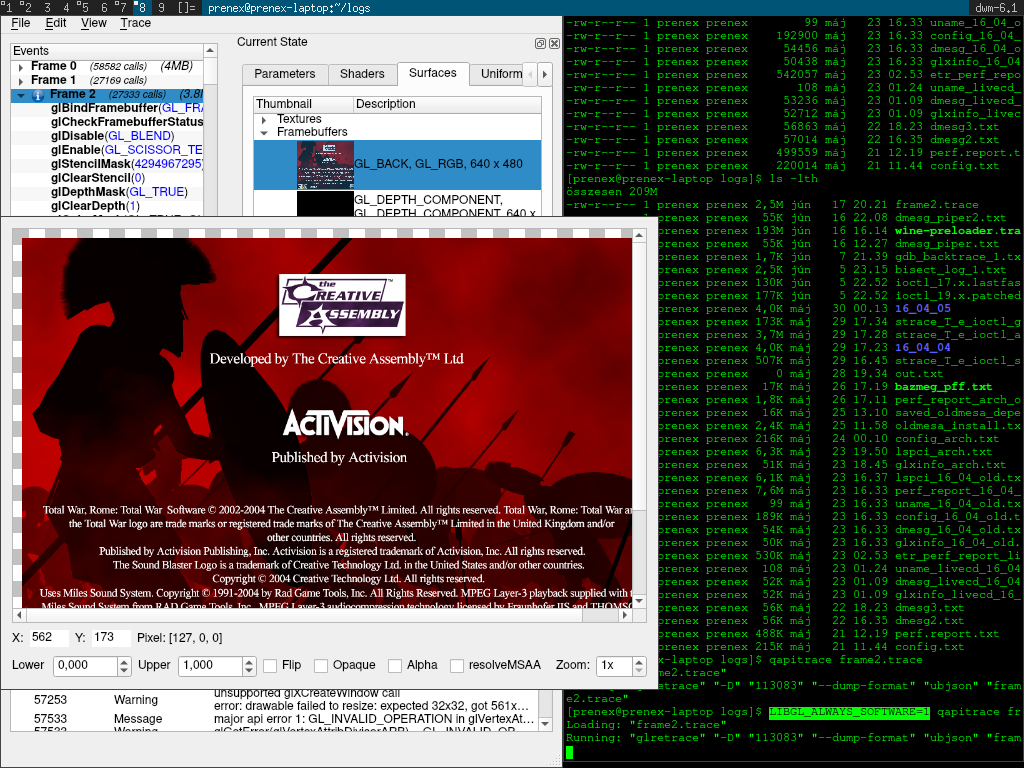 1 2 3 4 5 6 7 8 9 []= prenex@prenex-laptop:~/logs dwm-6.1
File Edit View Trace
Events
Frame 0 (58582 calls) (4MB)
Frame 1 (27169 calls)
Frame 2 (27333 calls) (3.8
glBindFramebuffer(GL_FRA
glCheckFramebufferStatus
glDisable(GL_BLEND)
glEnable(GL_SCISSOR_TE
glStencilMask(4294967295)
glClearStencil(0)
glDepthMask(GL_TRUE)
glClearDepth(1)
Current State
Parameters Shaders Surfaces Uniform
Thumbnail Description
Textures
Framebuffers
GL_BACK, GL_RGB, 640 x 480
GL_DEPTH_COMPONENT,
GL_DEPTH_COMPONENT, 640 x
the
CREATIVE
ASSEMBLY
Developed by The Creative Assembly™ Ltd
ACTIVISION.
Published by Activision
Total War, Rome: Total War Software © 2002-2004 The Creative Assembly™ Limited. All rights reserved. Total War, Rome: Total War an
the Total War logo are trade marks or registered trade marks of The Creative Assembly™ Limited in the United Kingdom and/or
other countries. All rights reserved.
Published by Activision Publishing, Inc. Activision is a registered trademark of Activision, Inc. All rights reserved.
The Sound Blaster Logo is a trademark of Creative Technology Ltd. in the United States and/or other countries.
Copyright © 2004 Creative Technology Ltd. All rights reserved.
Uses Miles Sound System. Copyright © 1991-2004 by Rad Game Tools, Inc. All Rights Reserved. MPEG Layer-3 playback supplied with t
Miles Sound System from RAD Game Tools, Inc. MPEG Layer-3 audiocompression technology licensed by Fraunhofer IIS and THOMSO
X: 562 Y: 173 Pixel: [127, 0, 0]
Lower 0,000 Upper 1,000 Flip Opaque Alpha resolveMSAA Zoom: 1x
unsupported glXCreateWindow call
57253 Warning error: drawable failed to resize: expected 32x32, got 561x…
57533 Message major api error 1: GL_INVALID_OPERATION in glVertexAt…
-rw-r--r-- 1 prenex prenex 99 máj 23 16.33 uname_16_04_o
-rw-r--r-- 1 prenex prenex 192900 máj 23 16.33 config_16_04_
-rw-r--r-- 1 prenex prenex 54456 máj 23 16.33 dmesg_16_04_o
-rw-r--r-- 1 prenex prenex 50438 máj 23 16.33 glxinfo_16_04
-rw-r--r-- 1 prenex prenex 542057 máj 23 02.53 etr_perf_repo
-rw-r--r-- 1 prenex prenex 108 máj 23 01.24 uname_livecd_
-rw-r--r-- 1 prenex prenex 53236 máj 23 01.09 dmesg_livecd_
-rw-r--r-- 1 prenex prenex 52712 máj 23 01.09 glxinfo_livec
-rw-r--r-- 1 prenex prenex 56863 máj 22 18.23 dmesg3.txt
-rw-r--r-- 1 prenex prenex 57014 máj 22 16.35 dmesg2.txt
-rw-r--r-- 1 prenex prenex 499559 máj 21 12.19 perf.report.t
-rw-r--r-- 1 prenex prenex 220014 máj 21 11.44 config.txt
[prenex@prenex-laptop logs]$ ls -lth
összesen 209M
prenex prenex 2,5M jún 17 20.21 frame2.trace
prenex prenex 55K jún 16 22.08 dmesg_piper2.txt
prenex prenex 193M jún 16 16.14 wine-preloader.tra
prenex prenex 55K jún 16 12.27 dmesg_piper.txt
prenex prenex 1,7K jún 7 21.39 gdb_backtrace_1.tx
prenex prenex 2,5K jún 5 23.15 bisect_log_1.txt
prenex prenex 130K jún 5 22.52 ioctl_17.x.lastfas
prenex prenex 177K jún 5 22.52 ioctl_19.x.patched
prenex prenex 4,0K máj 30 00.13 16_04_05
prenex prenex 173K máj 29 17.34 strace_T_e_ioctl_g
prenex prenex 3,7M máj 29 17.28 strace_T_e_ioctl_a
prenex prenex 4,0K máj 29 17.23 16_04_04
prenex prenex 507K máj 29 16.45 strace_T_e_ioctl_s
prenex prenex 0 máj 28 19.34 out.txt
prenex prenex 17K máj 26 17.19 bazmeg_pff.txt
prenex prenex 1,8K máj 26 17.11 perf_report_arch_o
prenex prenex 16K máj 25 13.10 saved_oldmesa_depe
prenex prenex 2,4K máj 25 11.58 oldmesa_install.tx
prenex prenex 216K máj 24 00.10 config_arch.txt
prenex prenex 6,3K máj 23 19.50 lspci_arch.txt
prenex prenex 51K máj 23 18.45 glxinfo_arch.txt
prenex prenex 6,1K máj 23 16.37 lspci_16_04_old.tx
prenex prenex 7,6M máj 23 16.33 perf_report_16_04_
prenex prenex 99 máj 23 16.33 uname_16_04_old.tx
prenex prenex 189K máj 23 16.33 config_16_04_old.t
prenex prenex 54K máj 23 16.33 dmesg_16_04_old.tx
prenex prenex 50K máj 23 16.33 glxinfo_16_04_old.
prenex prenex 530K máj 23 02.53 etr_perf_report_li
prenex prenex 108 máj 23 01.24 uname_livecd_16_04
prenex prenex 52K máj 23 01.09 dmesg_livecd_16_04
prenex prenex 52K máj 23 01.09 glxinfo_livecd_16_
prenex prenex 56K máj 22 18.23 dmesg3.txt
prenex prenex 56K máj 22 16.35 dmesg2.txt
prenex prenex 488K máj 21 12.19 perf.report.txt
prenex prenex 215K máj 21 11.44 config.txt
ex-laptop logs]$ qapitrace frame2.trace
me2.trace"
retrace" "-D" "113083" "--dump-format" "ubjson" "fram
e2.trace"
[prenex@prenex-laptop logs]$ LIBGL_ALWAYS_SOFTWARE=1 qapitrace fr
Loading: "frame2.trace"
Running: "glretrace" "-D" "113083" "--dump-format" "ubjson" "fram